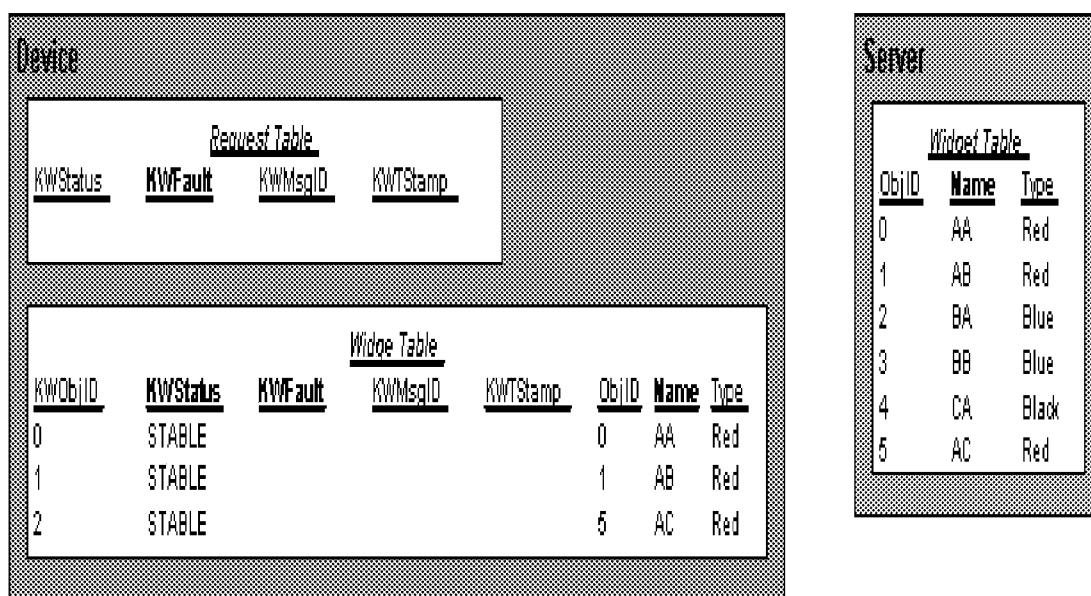 Device
Request Table
KWStatus KWFault KWMsgID KWTStamp
Widge Table
KWObjID KWStatus KWFault KWMsgID KWTStamp ObjID Name Type
0 STABLE 0 AA Red
1 STABLE 1 AB Red
2 STABLE 5 AC Red
Server
Widget Table
ObjID Name Type
0 AA Red
1 AB Red
2 BA Blue
3 BB Blue
4 CA Black
5 AC Red